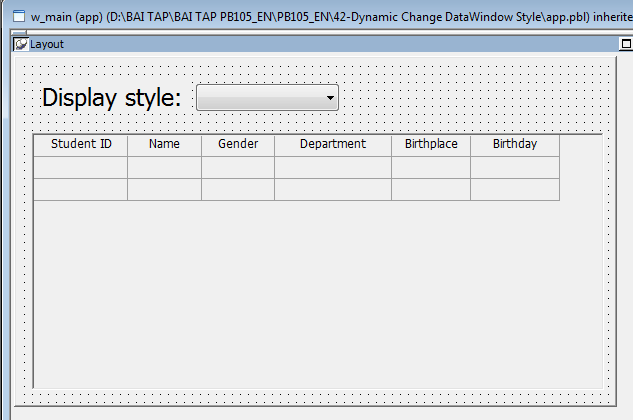 w_main (app) (D:\BAI TAP\BAI TAP PB105_EN\PB105_EN\42-Dynamic Change DataWindow Style\app.pbl) inherite
Layout
Display style:
Student ID Name Gender Department Birthplace Birthday